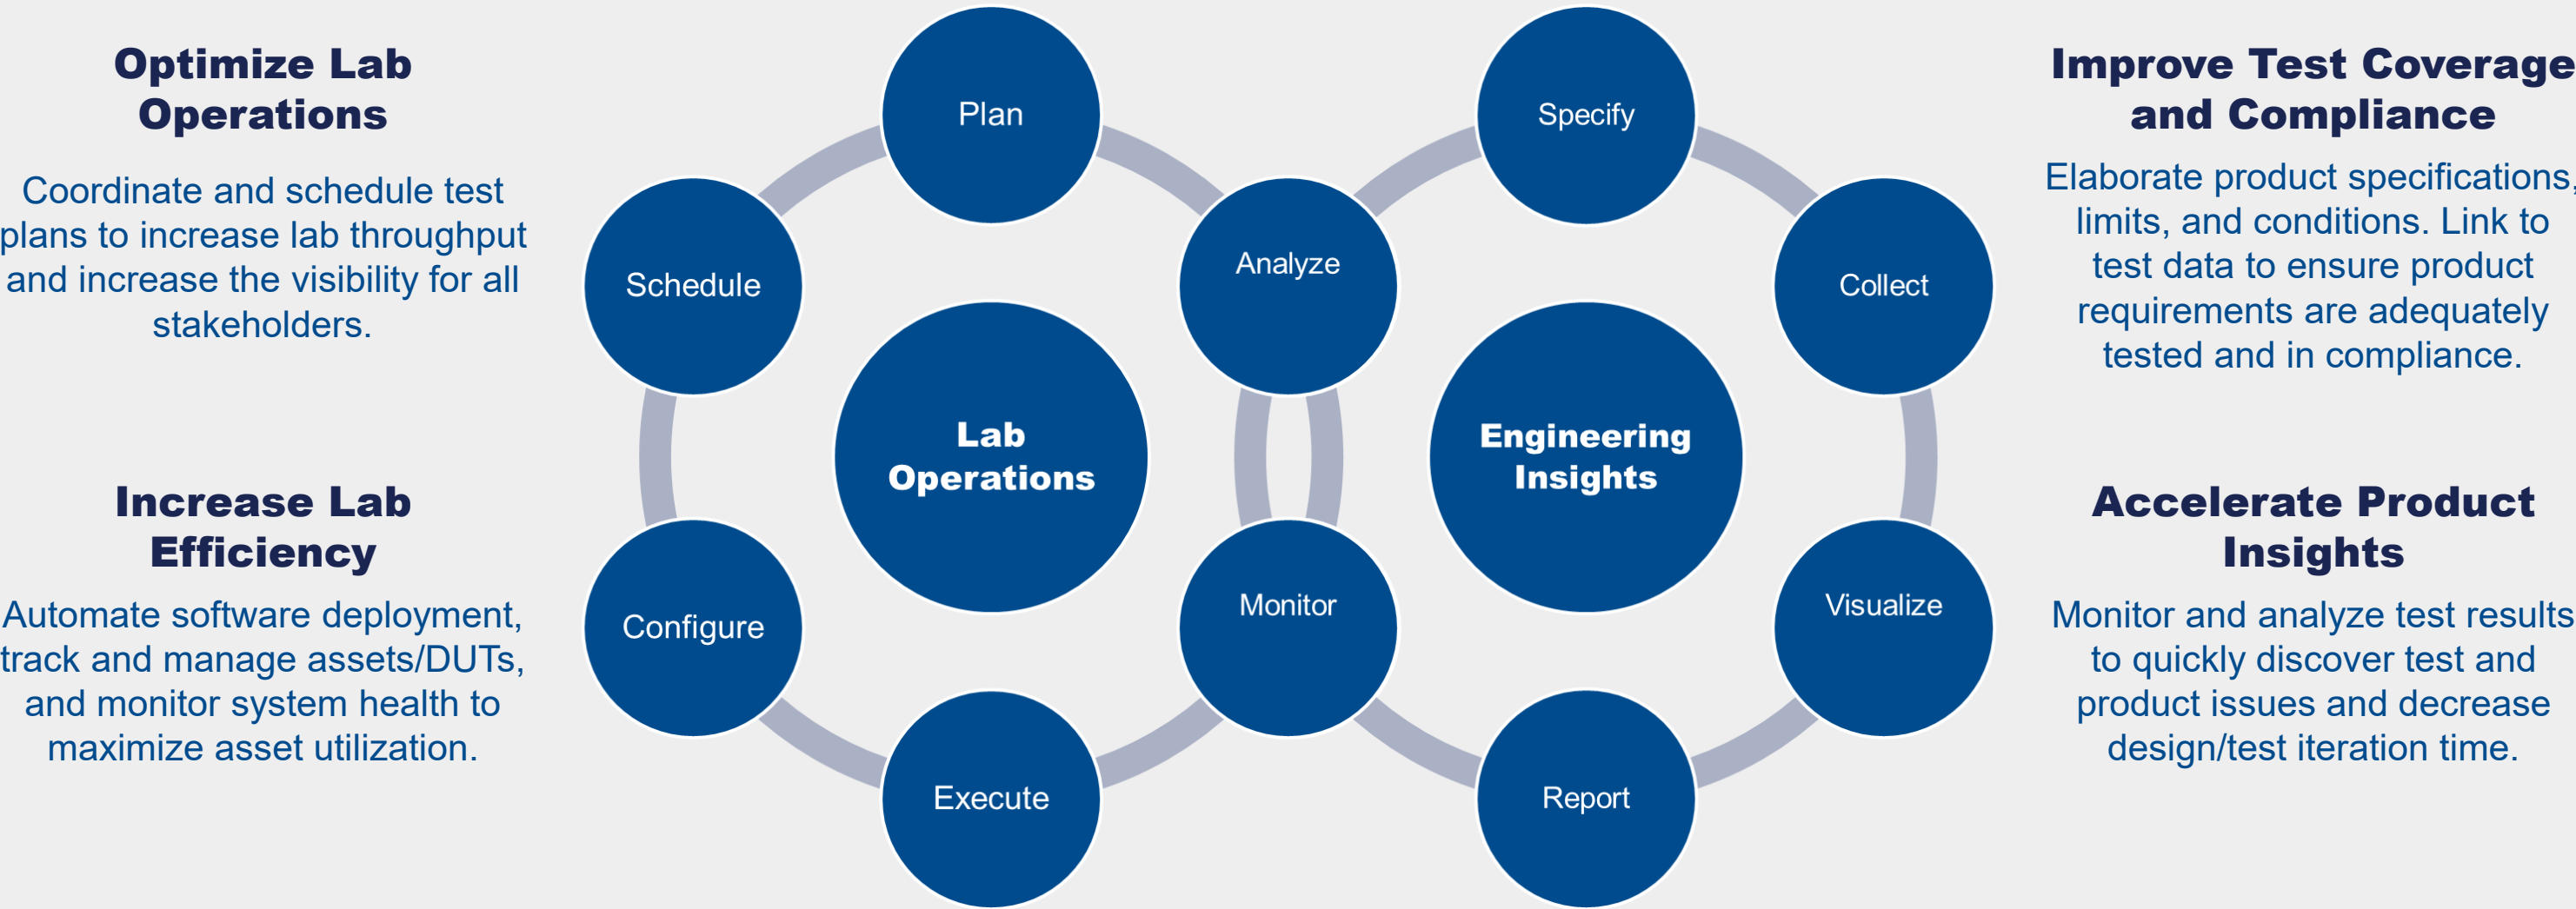 Optimize Lab
Operations
Coordinate and schedule test
plans to increase lab throughput
and increase the visibility for all
stakeholders.
Increase Lab
Efficiency
Automate software deployment,
track and manage assets/DUTs,
and monitor system health to
maximize asset utilization.
Plan
Schedule
Analyze
Lab
Operations
Configure
Monitor
Execute
Specify
Collect
Engineering
Insights
Visualize
Report
Improve Test Coverage
and Compliance
Elaborate product specifications,
limits, and conditions. Link to
test data to ensure product
requirements are adequately
tested and in compliance.
Accelerate Product
Insights
Monitor and analyze test results
to quickly discover test and
product issues and decrease
design/test iteration time.